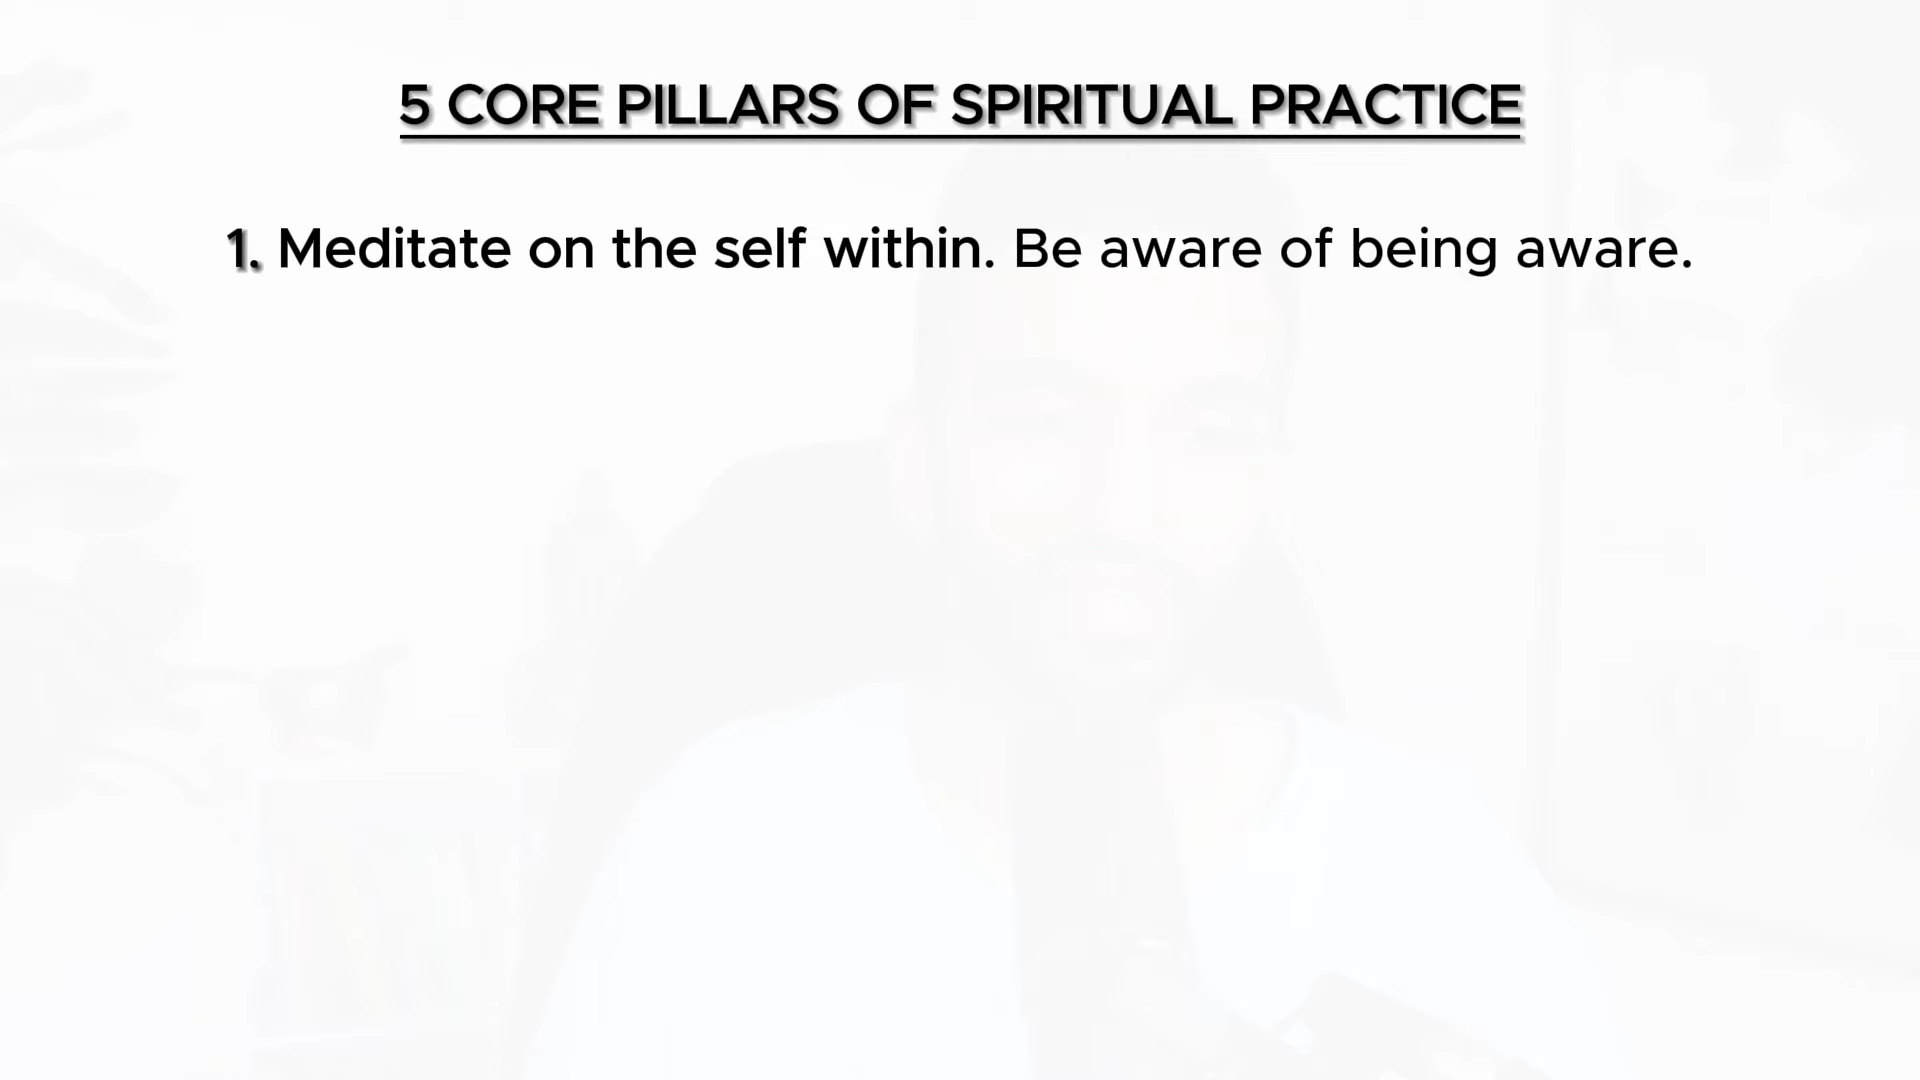 5 CORE PILLARS OF SPIRITUAL PRACTICE
1. Meditate on the self within. Be aware of being aware.